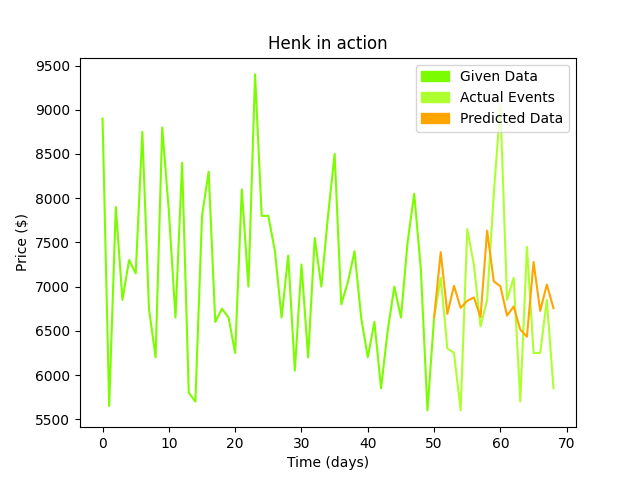 Henk in action
Given Data
Actual Events
Predicted Data
Price ($)
9500
9000
8500
8000
7500
7000
6500
6000
5500
0 10 20 30 40 50 60 70
Time (days)